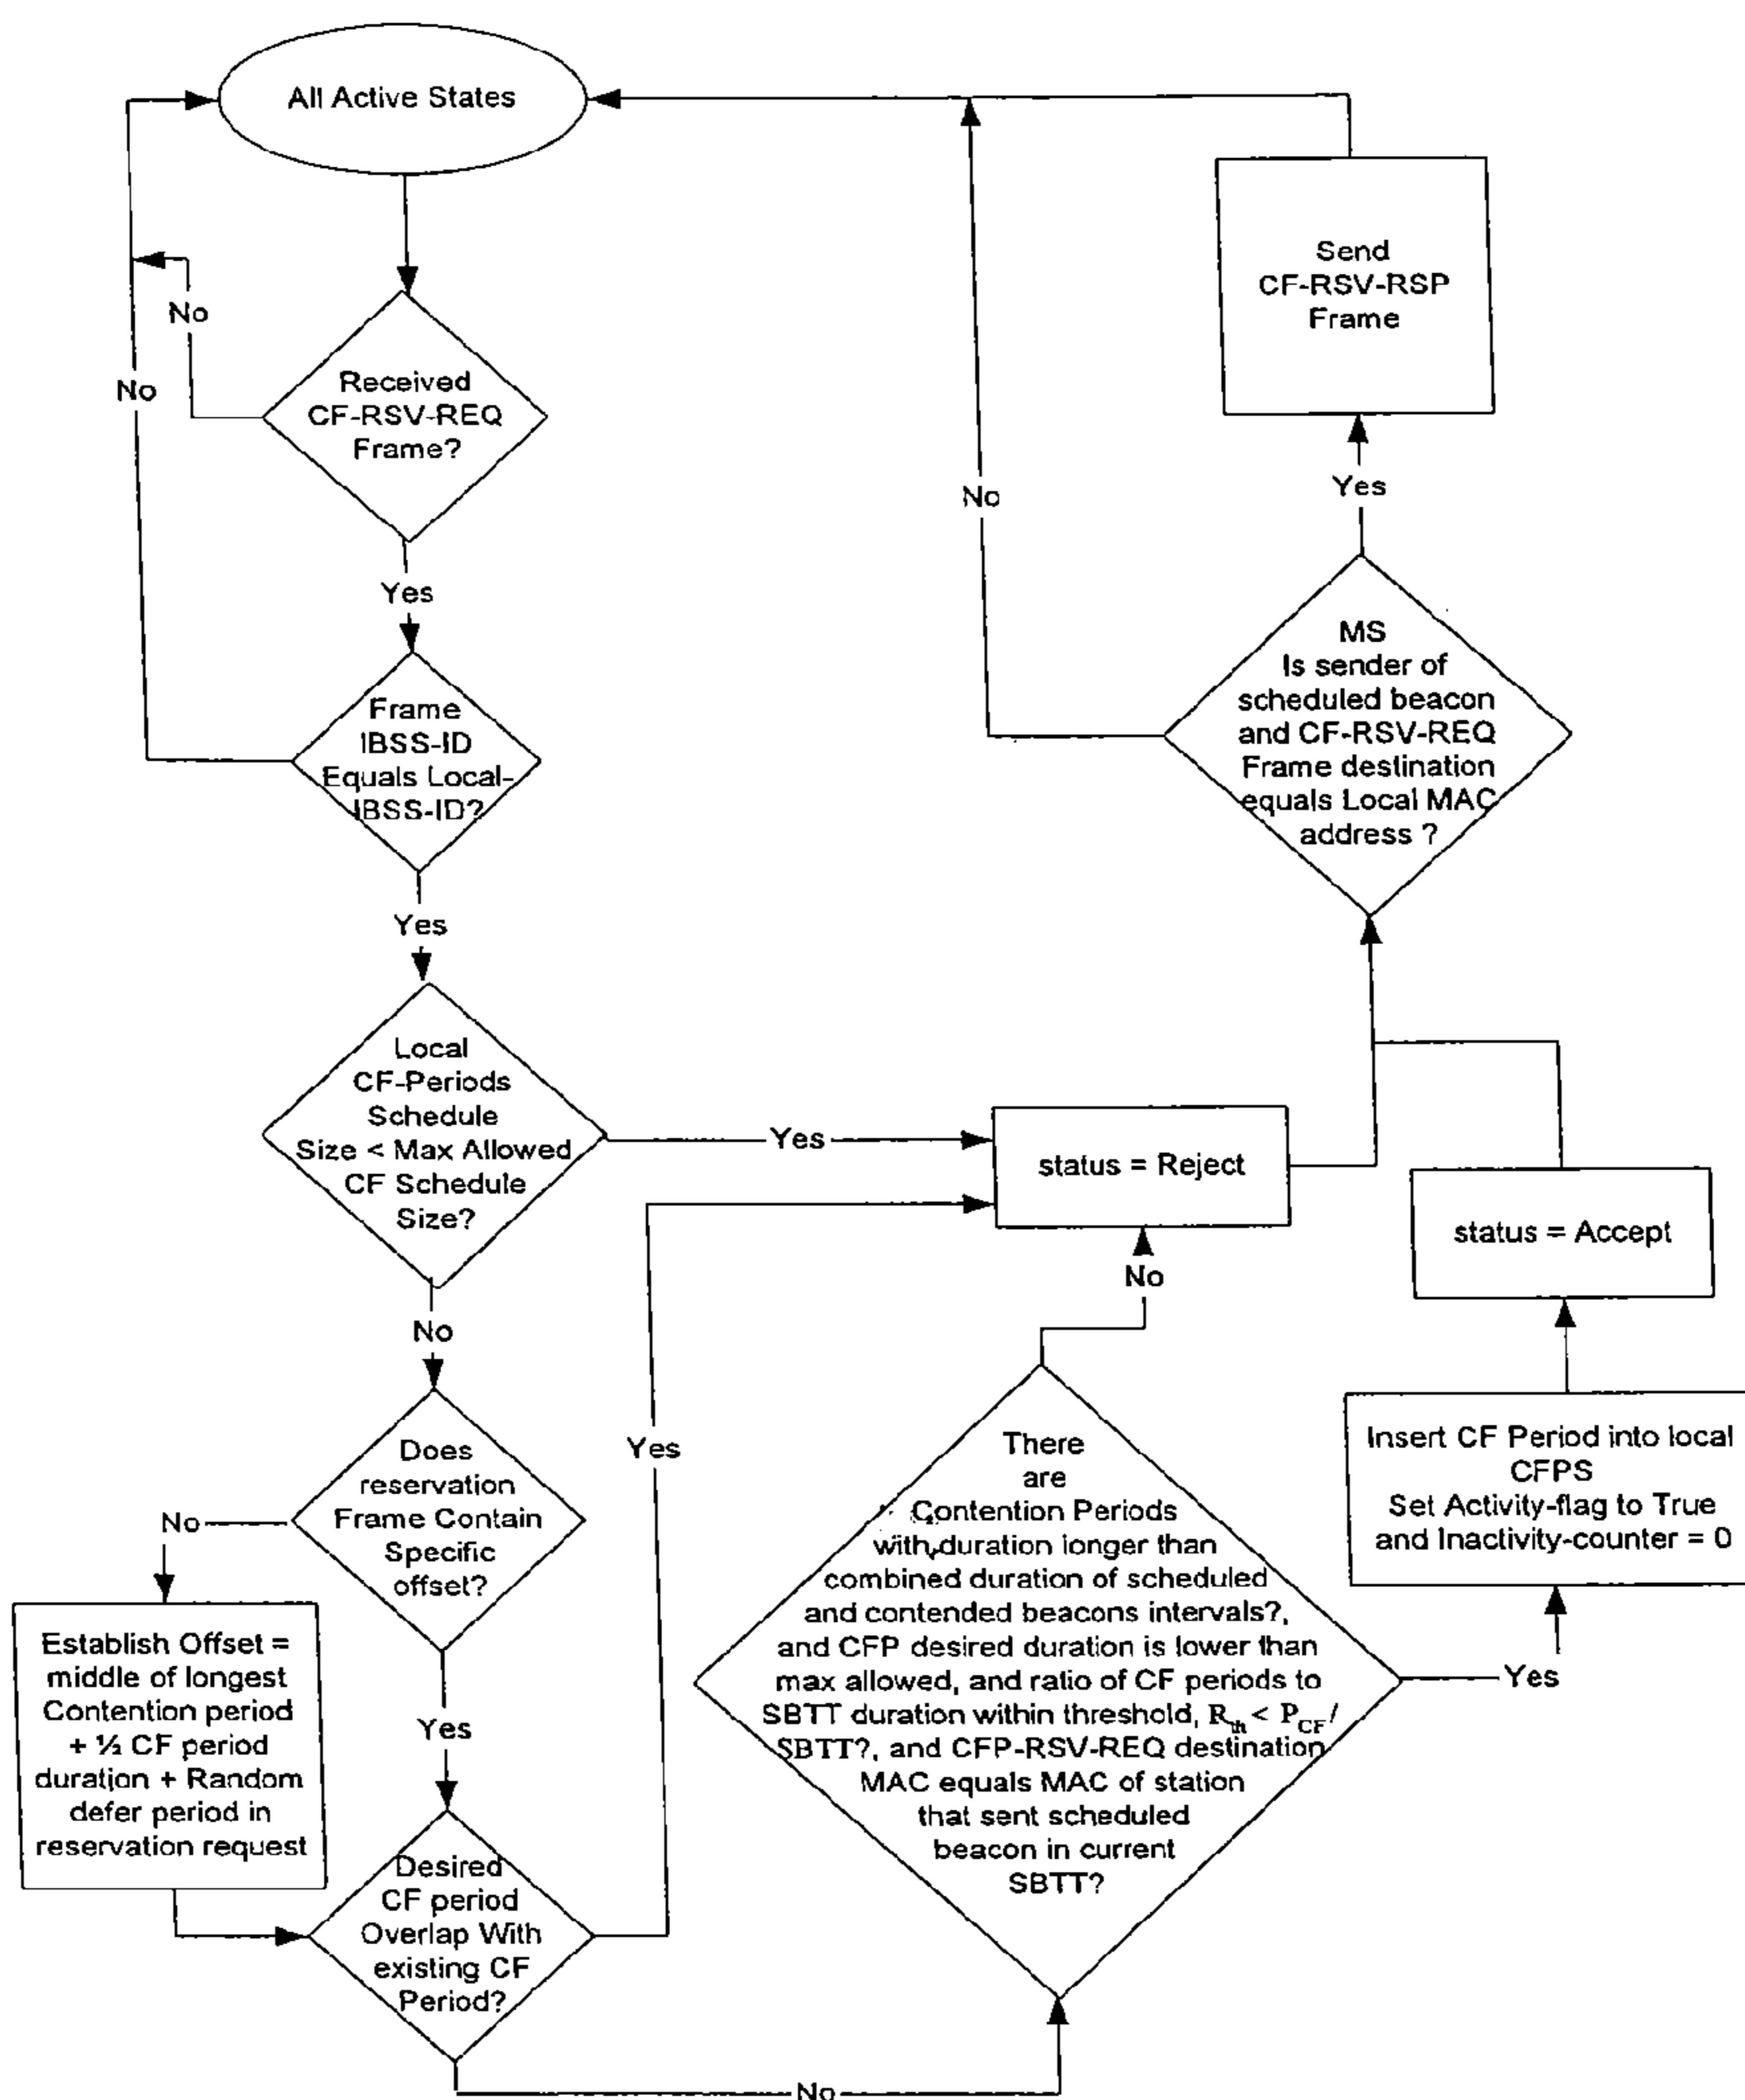 All Active States
No
No
Received
CF-RSV-REQ
Frame?
Yes
Frame
IBSS-ID
Equals Local-
IBSS-ID?
Yes
Local
CF-Periods
Schedule
Size < Max Allowed
CF Schedule
Size?
Yes
No
Does
reservation
Frame Contain
Specific
offset?
No
Establish Offset =
middle of longest
Contention period
+ ½ CF period
duration + Random
defer period in
reservation request
Yes
Desired
CF period
Overlap With
existing CF
Period?
Yes
No
There
are
Contention Periods
with duration longer than
combined duration of scheduled
and contended beacons intervals?,
and CFP desired duration is lower than
max allowed, and ratio of CF periods to
SBTT duration within threshold, Rth < PCF/
SBTT?, and CFP-RSV-REQ destination
MAC equals MAC of station
that sent scheduled
beacon in current
SBTT?
No
Yes
status = Reject
Insert CF Period into local
CFPS
Set Activity-flag to True
and Inactivity-counter = 0
status = Accept
MS
Is sender of
scheduled beacon
and CF-RSV-REQ
Frame destination
equals Local MAC
address ?
No
Yes
Send
CF-RSV-RSP
Frame